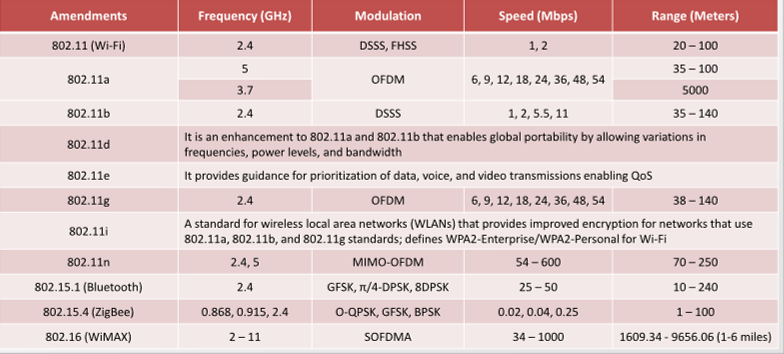 Amendments Frequency (GHz) Modulation Speed (Mbps) Range (Meters)
802.11 (Wi-Fi) 2.4 DSSS, FHSS 1, 2 20 – 100
802.11a 5 OFDM 6, 9, 12, 18, 24, 36, 48, 54 35 – 100
3.7 5000
802.11b 2.4 DSSS 1, 2, 5.5, 11 35 – 140
802.11d It is an enhancement to 802.11a and 802.11b that enables global portability by allowing variations in
frequencies, power levels, and bandwidth
802.11e It provides guidance for prioritization of data, voice, and video transmissions enabling QoS
802.11g 2.4 OFDM 6, 9, 12, 18, 24, 36, 48, 54 38 – 140
802.11i A standard for wireless local area networks (WLANs) that provides improved encryption for networks that use
802.11a, 802.11b, and 802.11g standards; defines WPA2-Enterprise/WPA2-Personal for Wi-Fi
802.11n 2.4, 5 MIMO-OFDM 54 – 600 70 – 250
802.15.1 (Bluetooth) 2.4 GFSK, π/4-DPSK, 8DPSK 25 – 50 10 – 240
802.15.4 (ZigBee) 0.868, 0.915, 2.4 O-QPSK, GFSK, BPSK 0.02, 0.04, 0.25 1 – 100
802.16 (WiMAX) 2 – 11 SOFDMA 34 – 1000 1609.34 - 9656.06 (1-6 miles)